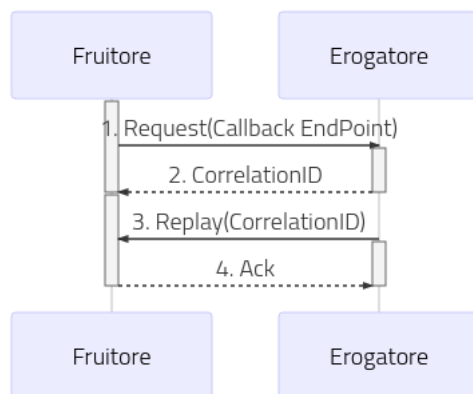 Fruitore Erogatore
1. Request(Callback EndPoint)
2. CorrelationID
3. Replay(CorrelationID)
4. Ack
Fruitore Erogatore